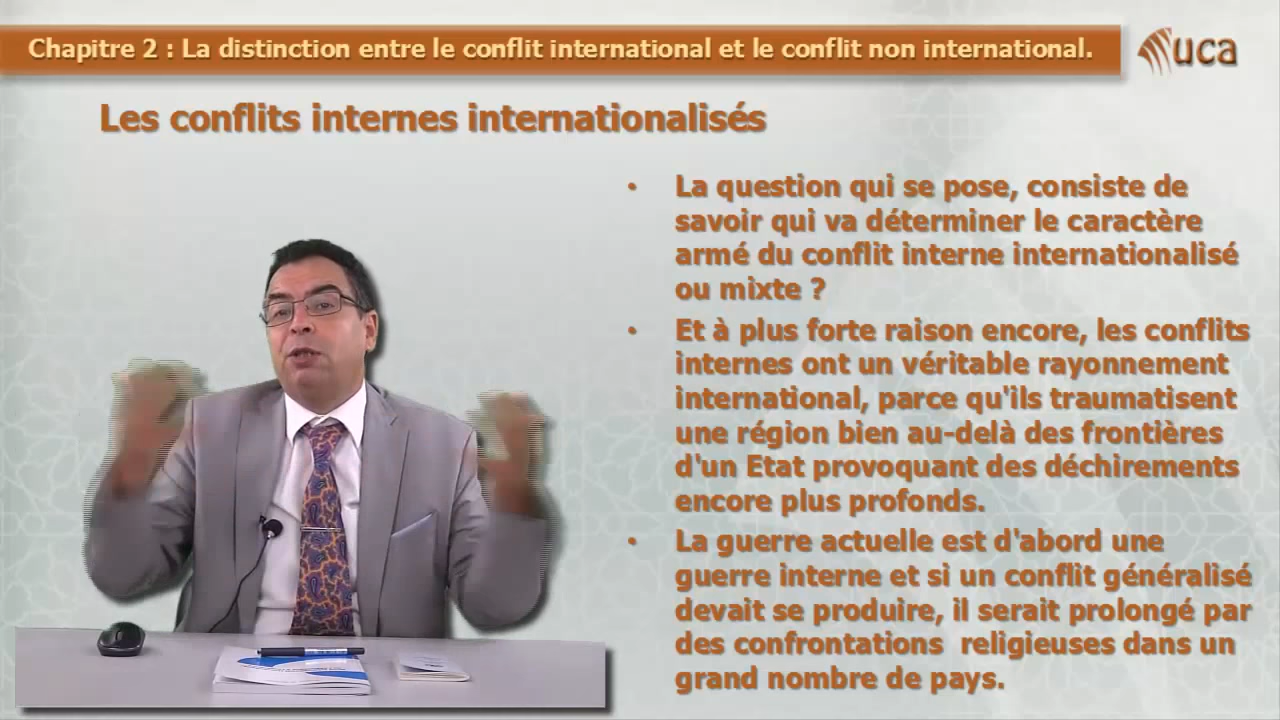 Chapitre 2 : La distinction entre le conflit international et le conflit non international.
uca
Les conflits internes internationalisés
• La question qui se pose, consiste de
savoir qui va déterminer le caractère
armé du conflit interne internationalisé
ou mixte ?
• Et à plus forte raison encore, les conflits
internes ont un véritable rayonnement
international, parce qu'ils traumatisent
une région bien au-delà des frontières
d'un Etat provoquant des déchirements
encore plus profonds.
• La guerre actuelle est d'abord une
guerre interne et si un conflit généralisé
devait se produire, il serait prolongé par
des confrontations  religieuses dans un
grand nombre de pays.